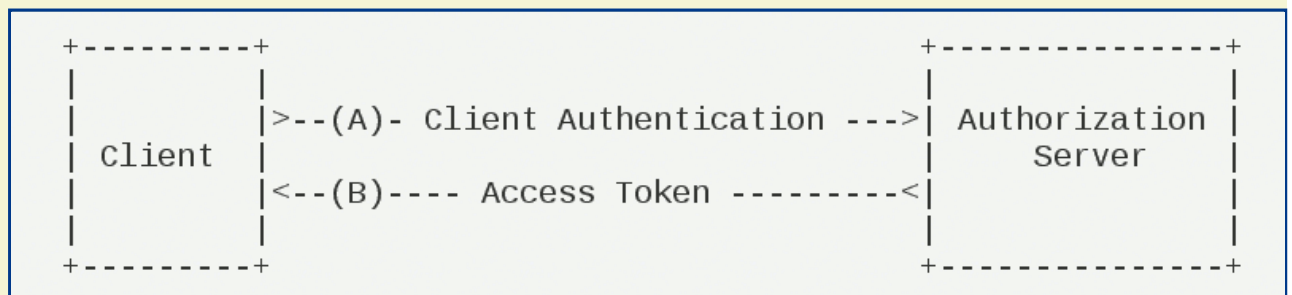 +---------+                                  +---------------+
|         |                                  |               |
|         |>--(A)- Client Authentication --->| Authorization |
| Client  |                                  |     Server    |
|         |<--(B)---- Access Token ---------<|               |
|         |                                  |               |
+---------+                                  +---------------+